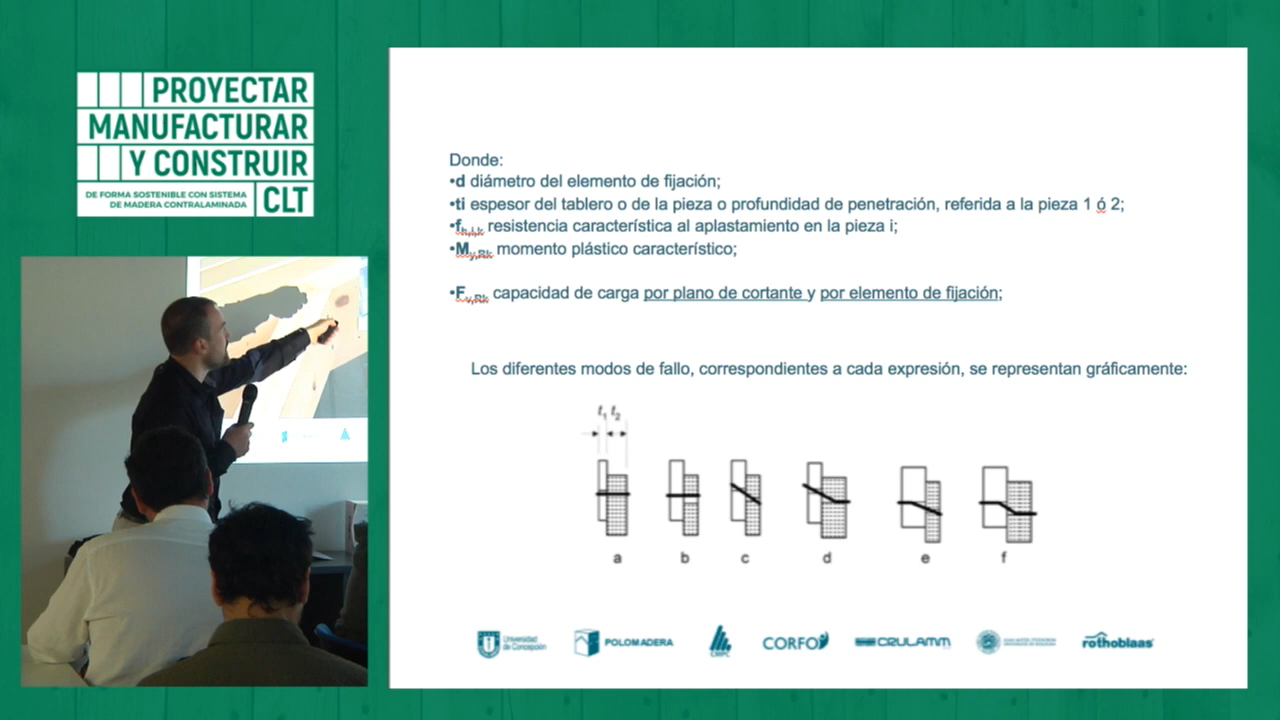 PROYECTAR
MANUFACTURAR
Y CONSTRUIR
DE FORMA SOSTENIBLE CON SISTEMA
DE MADERA CONTRALAMINADA
CLT
Donde:
•d diámetro del elemento de fijación;
•ti espesor del tablero o de la pieza o profundidad de penetración, referida a la pieza 1 ó 2;
•fh,i,k resistencia característica al aplastamiento en la pieza i;
•My,Rk momento plástico característico;
•Fv,Rk capacidad de carga por plano de cortante y por elemento de fijación;
Los diferentes modos de fallo, correspondientes a cada expresión, se representan gráficamente:
t1 t2
a b c d e f
Universidad
de Concepción
POLOMADERA
CMPC
CORFO
CRULAMM
rothoblaas